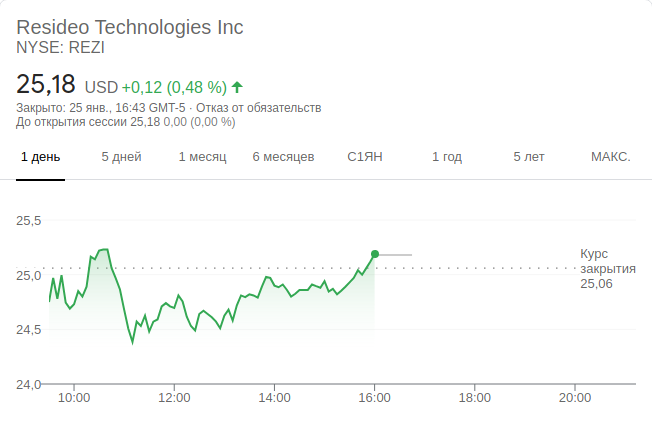 Resideo Technologies Inc
NYSE: REZI
25,18 USD +0,12 (0,48 %)
Закрыто: 25 янв., 16:43 GMT-5 · Отказ от обязательств
До открытия сессии 25,18 0,00 (0,00 %)
1 день 5 дней 1 месяц 6 месяцев С1ЯН 1 год 5 лет МАКС.
25,5
25,0
24,5
24,0
Курс
закрытия
25,06
10:00 12:00 14:00 16:00 18:00 20:00